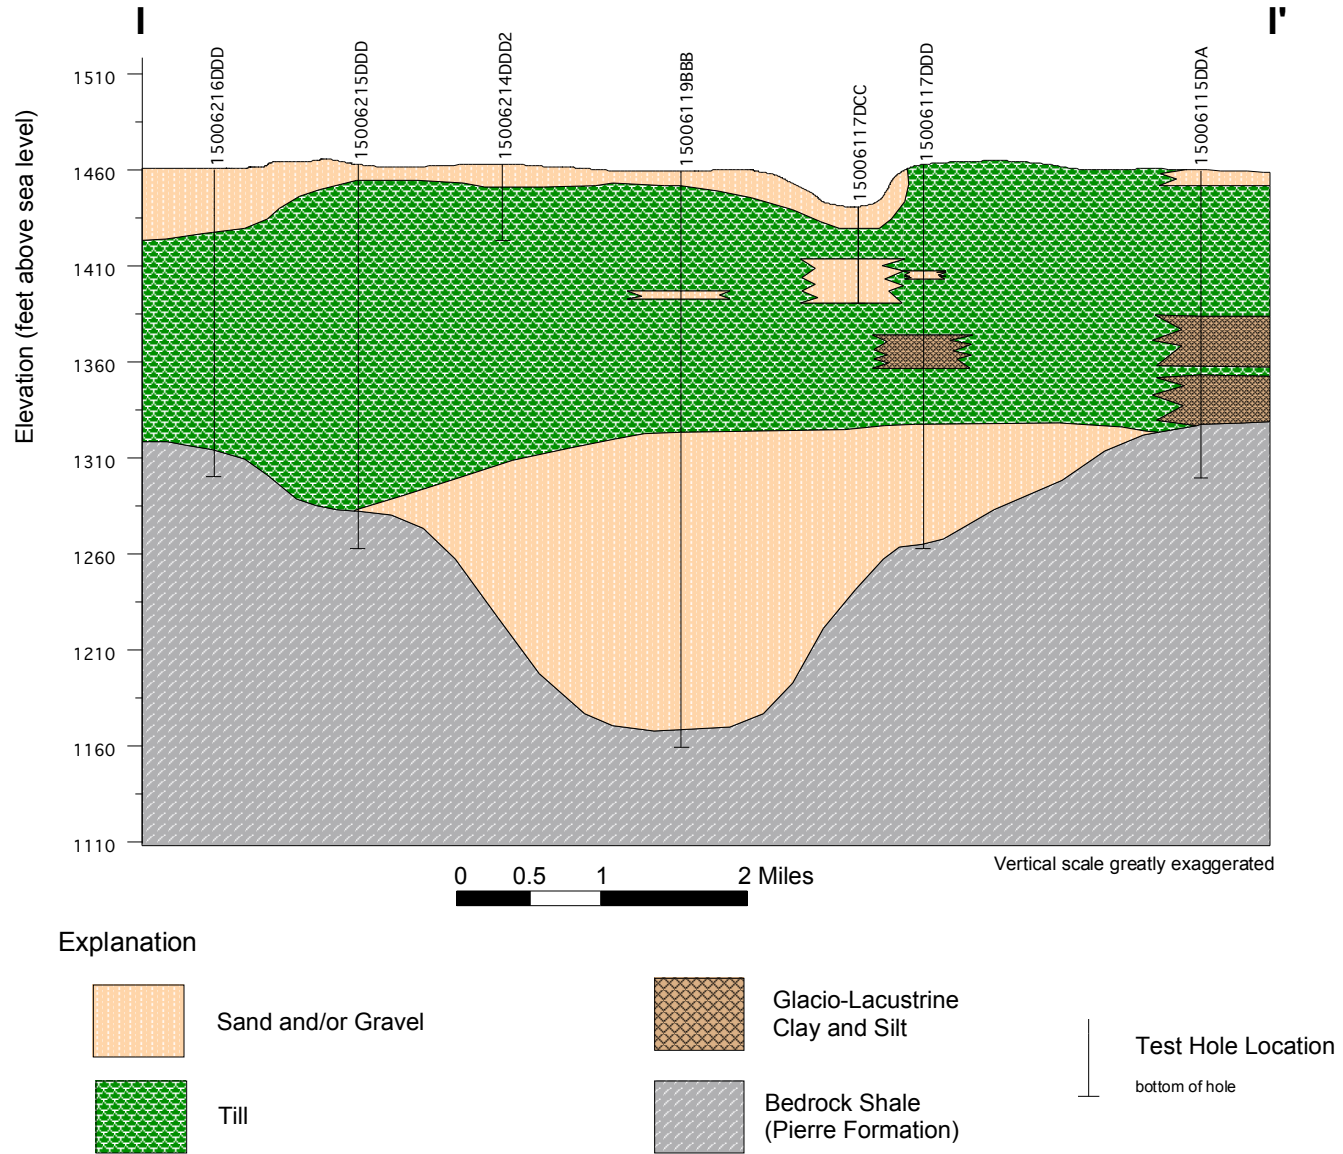 I
I'
15006216DDD
15006215DDD
15006214DDD2
15006119BBB
15006117DCC
15006117DDD
15006115DDA
Elevation (feet above sea level)
1510
1460
1410
1360
1310
1260
1210
1160
1110
Vertical scale greatly exaggerated
0 0.5 1 2 Miles
Explanation
Sand and/or Gravel
Till
Glacio-Lacustrine
Clay and Silt
Bedrock Shale
(Pierre Formation)
Test Hole Location
bottom of hole